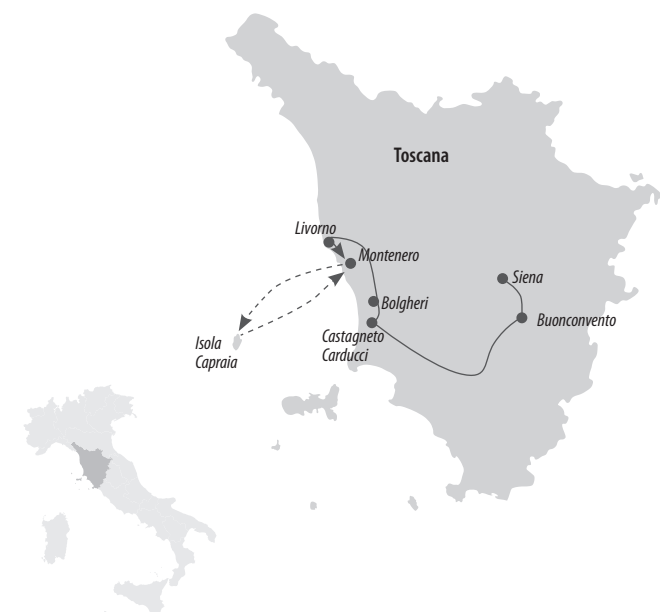 Toscana
Livorno
Montenero
Siena
Bolgheri
Buonconvento
Castagneto
Carducci
Isola
Capraia